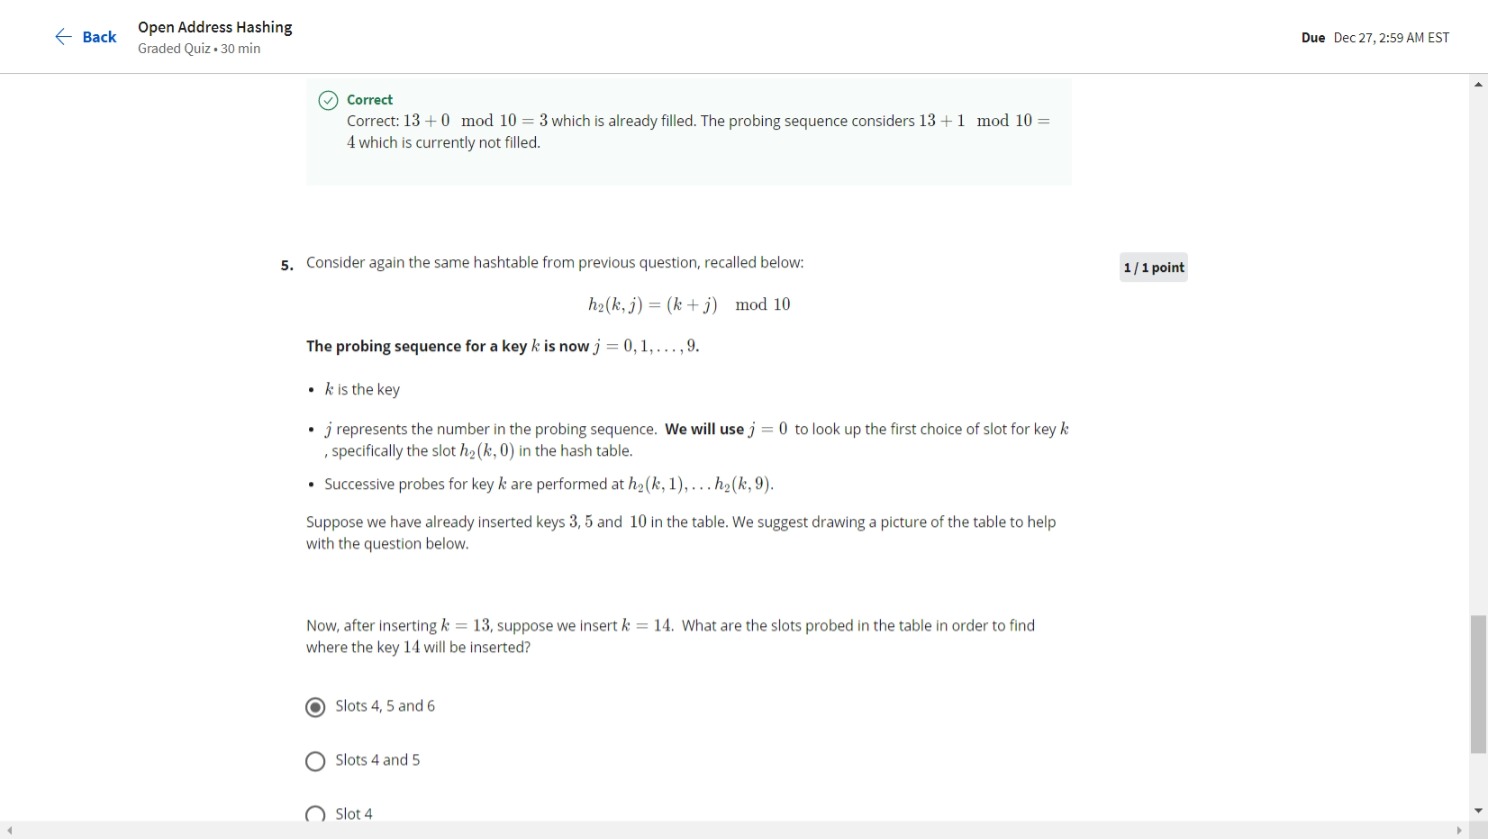 Back
Open Address Hashing
Graded Quiz • 30 min
Due Dec 27, 2:59 AM EST
Correct
Correct: 13 + 0 mod 10 = 3 which is already filled. The probing sequence considers 13 + 1 mod 10 =
4 which is currently not filled.
5. Consider again the same hashtable from previous question, recalled below:
1 / 1 point
h₂(k, j) = (k + j) mod 10
The probing sequence for a key k is now j = 0, 1, . . . , 9.
• k is the key
• j represents the number in the probing sequence. We will use j = 0 to look up the first choice of slot for key k
, specifically the slot h₂(k, 0) in the hash table.
• Successive probes for key k are performed at h₂(k, 1), . . . h₂(k, 9).
Suppose we have already inserted keys 3, 5 and 10 in the table. We suggest drawing a picture of the table to help
with the question below.
Now, after inserting k = 13, suppose we insert k = 14. What are the slots probed in the table in order to find
where the key 14 will be inserted?
Slots 4, 5 and 6
Slots 4 and 5
Slot 4